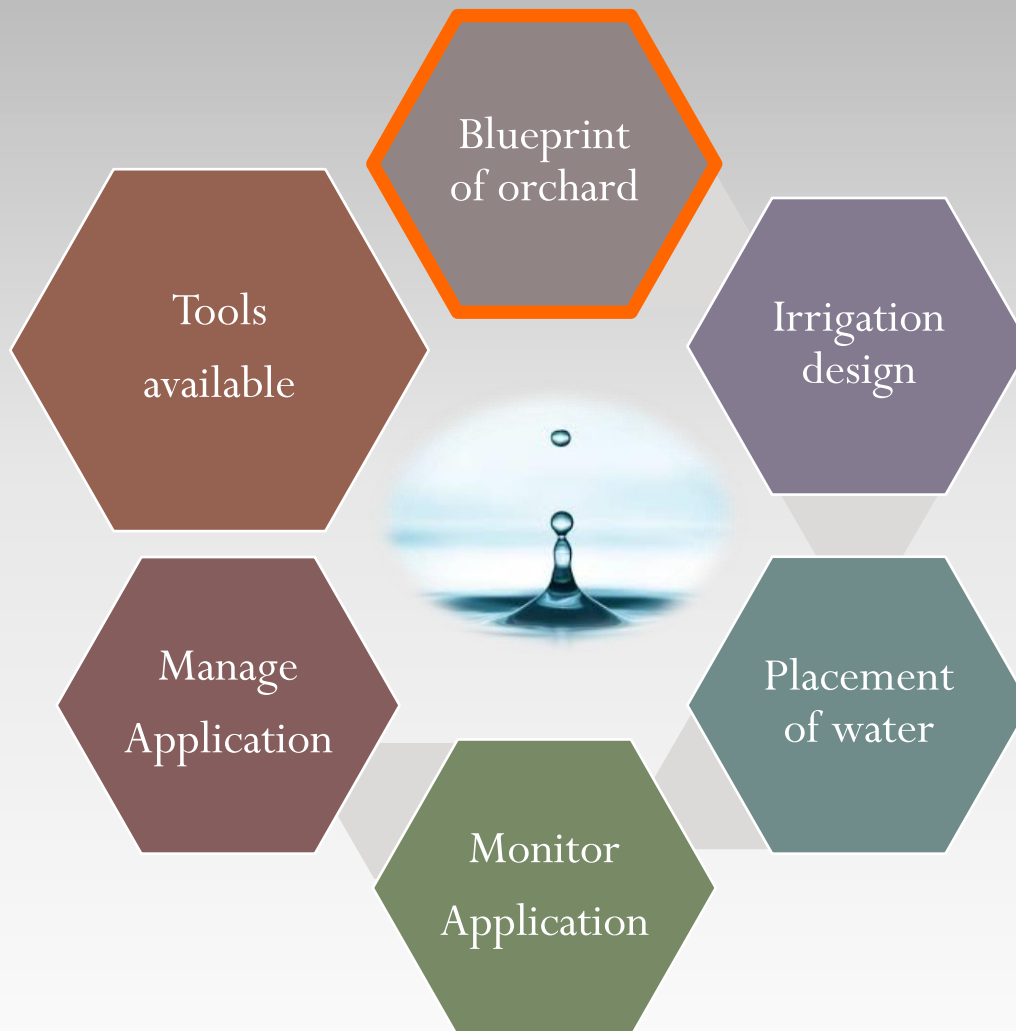 Blueprint
of orchard
Irrigation
design
Placement
of water
Monitor
Application
Manage
Application
Tools
available